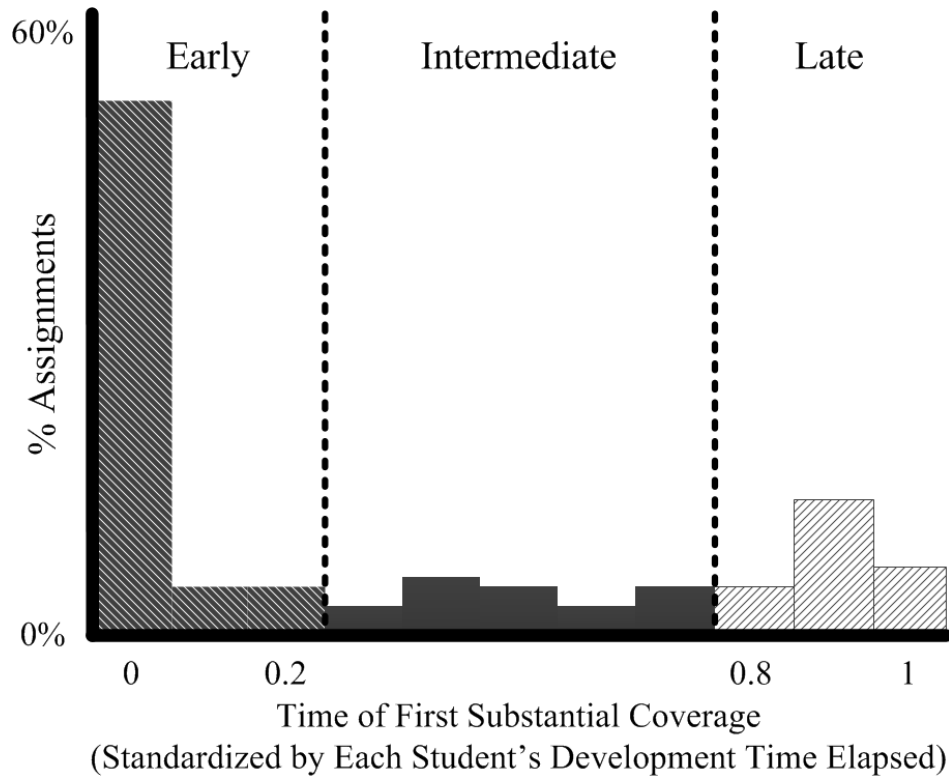 60%
Early
Intermediate
Late
% Assignments
0%
0
0.2
0.8
1
Time of First Substantial Coverage
(Standardized by Each Student's Development Time Elapsed)